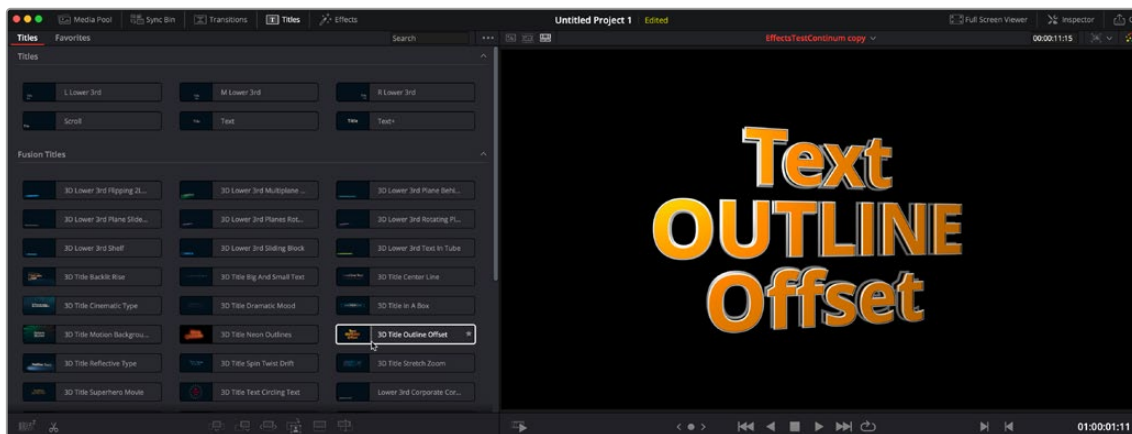 Media Pool Sync Bin Transitions Titles Effects Untitled Project 1 Edited Full Screen Viewer Inspector
Titles Favorites Search EffectsTestContinum copy 00:00:11:15
Titles
L Lower 3rd M Lower 3rd R Lower 3rd
Scroll Text Text+
Fusion Titles
3D Lower 3rd Flipping 2L... 3D Lower 3rd Multiplane ... 3D Lower 3rd Plane Behi...
3D Lower 3rd Plane Slide... 3D Lower 3rd Planes Rot... 3D Lower 3rd Rotating Pl...
3D Lower 3rd Shelf 3D Lower 3rd Sliding Block 3D Lower 3rd Text In Tube
3D Title Backlit Rise 3D Title Big And Small Text 3D Title Center Line
3D Title Cinematic Type 3D Title Dramatic Mood 3D Title In A Box
3D Title Motion Backgrou... 3D Title Neon Outlines 3D Title Outline Offset
3D Title Reflective Type 3D Title Spin Twist Drift 3D Title Stretch Zoom
3D Title Superhero Movie 3D Title Text Circling Text Lower 3rd Corporate Cor...
Text
OUTLINE
Offset
01:00:01:11